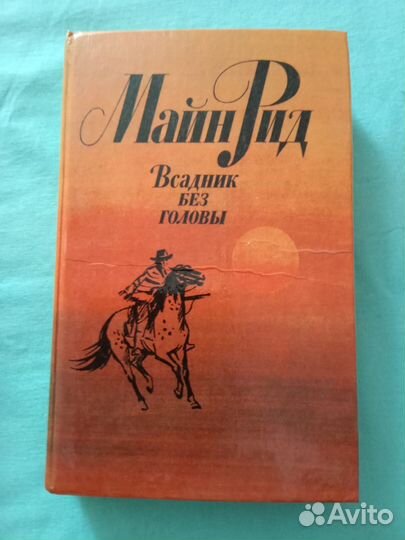 Майн Рид
Всадник
без
головы
Avito